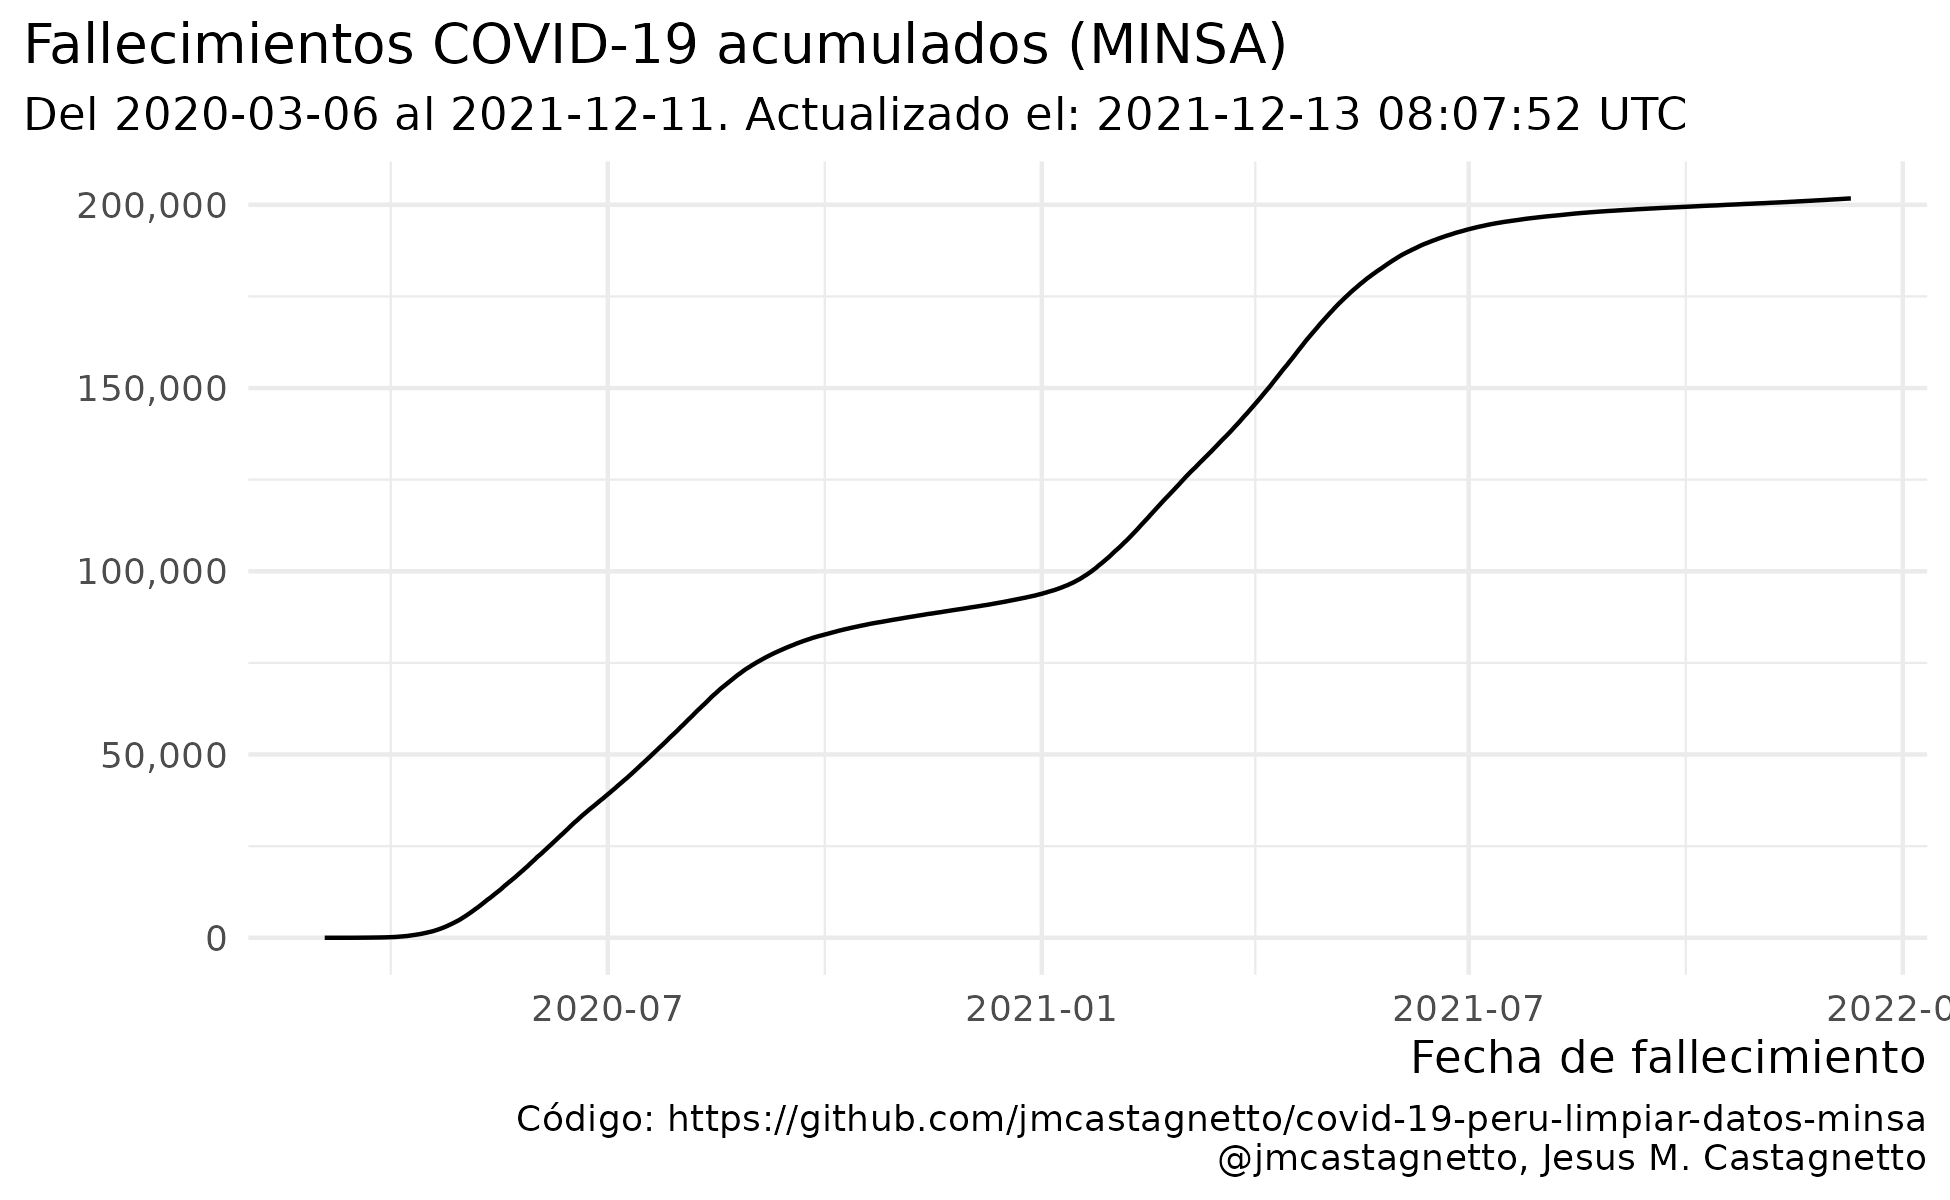 Fallecimientos COVID-19 acumulados (MINSA)
Del 2020-03-06 al 2021-12-11. Actualizado el: 2021-12-13 08:07:52 UTC
200,000
150,000
100,000
50,000
0
2020-07 2021-01 2021-07 2022-0
Fecha de fallecimiento
Código: https://github.com/jmcastagnetto/covid-19-peru-limpiar-datos-minsa
@jmcastagnetto, Jesus M. Castagnetto